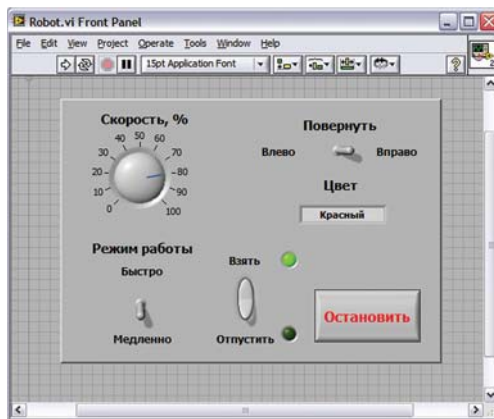 Robot.vi Front Panel
File Edit View Project Operate Tools Window Help
15pt Application Font
Скорость, %
0 10 20 30 40 50 60 70 80 90 100
Повернуть
Влево Вправо
Цвет
Красный
Режим работы
Быстро
Медленно
Взять
Отпустить
Остановить